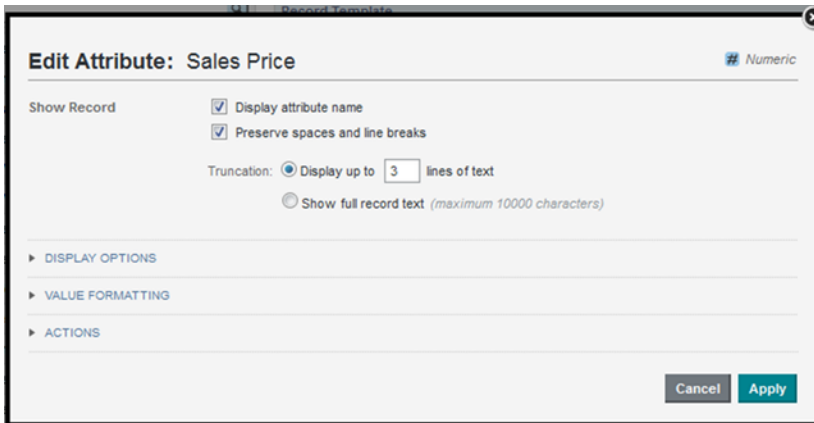 Record Template
Edit Attribute: Sales Price
# Numeric
Show Record
Display attribute name
Preserve spaces and line breaks
Truncation: Display up to 3 lines of text
Show full record text (maximum 10000 characters)
DISPLAY OPTIONS
VALUE FORMATTING
ACTIONS
Cancel Apply